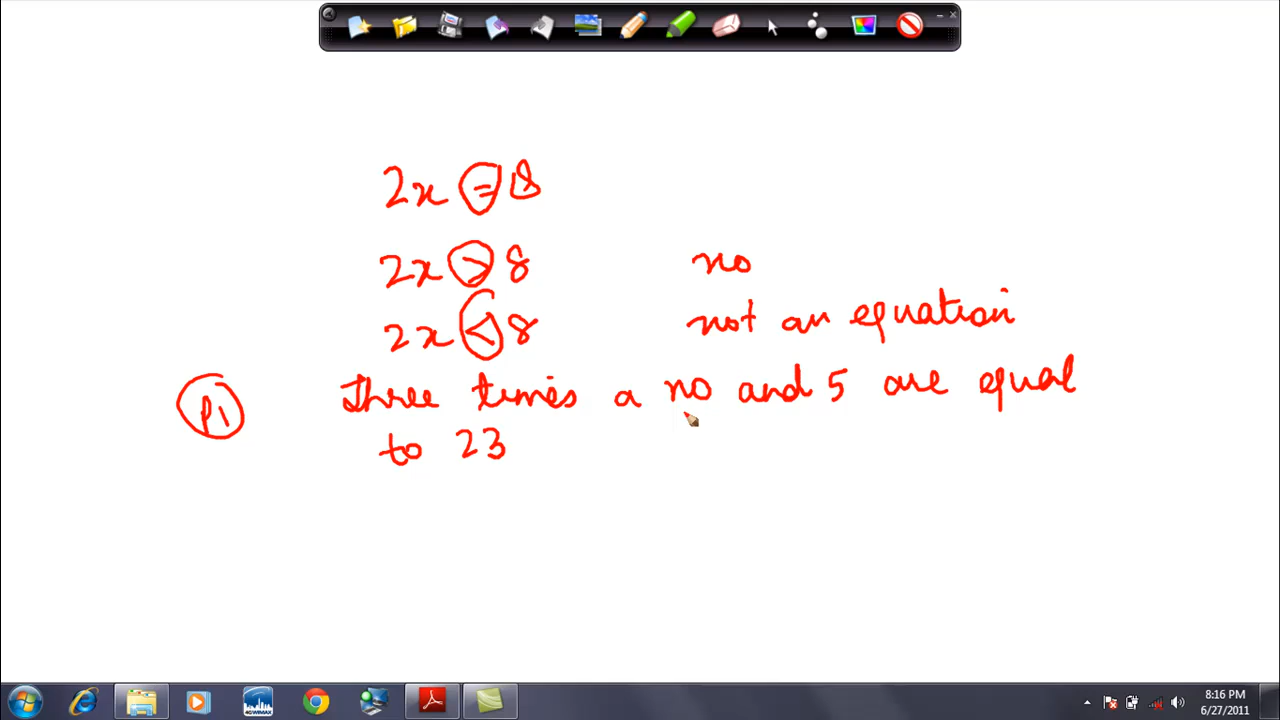 2x = 8
2x > 8 no
2x < 8 not an equation
P1 Three times a no and 5 are equal
to 23
4GWIMAX
8:16 PM
6/27/2011